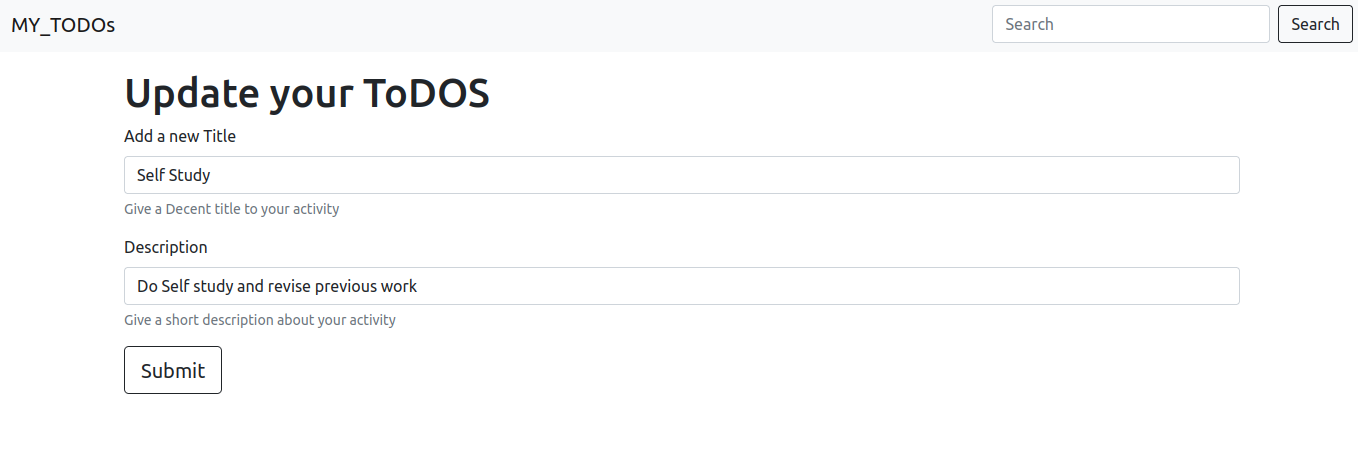 MY_TODOs Search Search
Update your ToDOS
Add a new Title
Self Study
Give a Decent title to your activity
Description
Do Self study and revise previous work
Give a short description about your activity
Submit